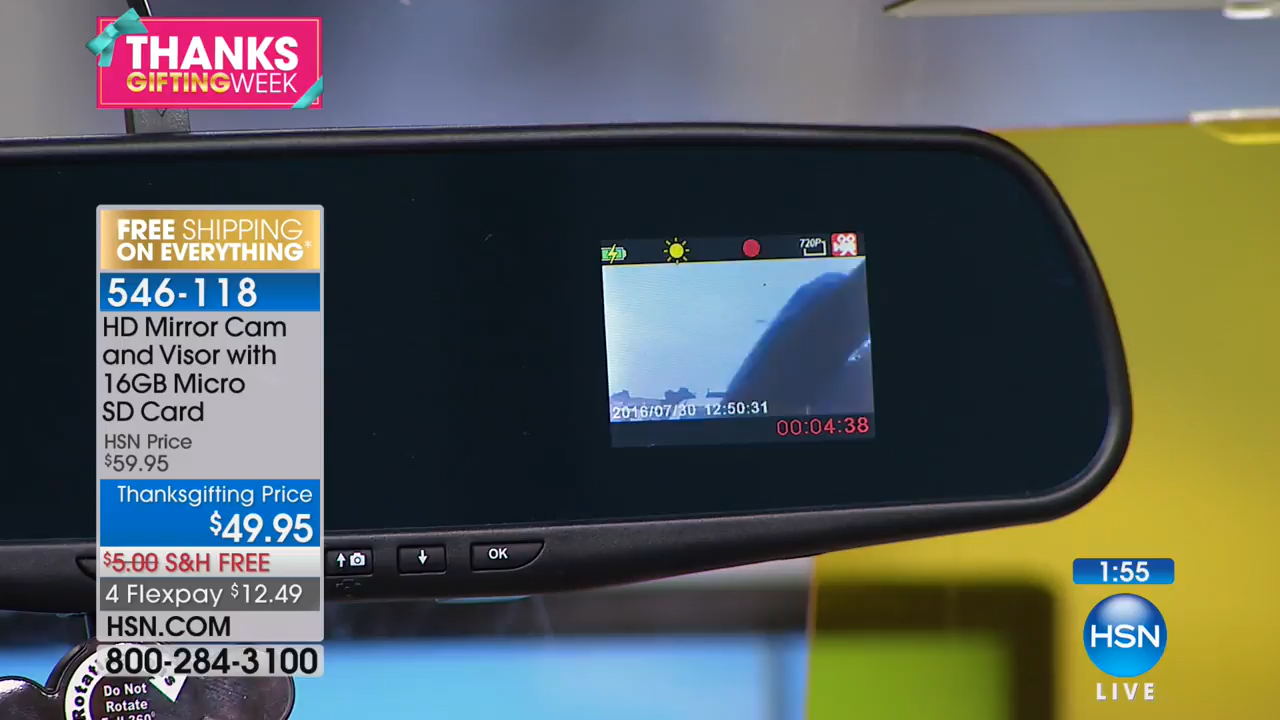 THANKS
GIFTINGWEEK
FREE SHIPPING
ON EVERYTHING*
546-118
HD Mirror Cam
and Visor with
16GB Micro
SD Card
HSN Price
$59.95
Thanksgifting Price
$49.95
$5.00 S&H FREE
4 Flexpay $12.49
HSN.COM
800-284-3100
720P
2016/07/30 12:50:31
00:04:38
OK
Do Not
Rotate
1:55
HSN
LIVE